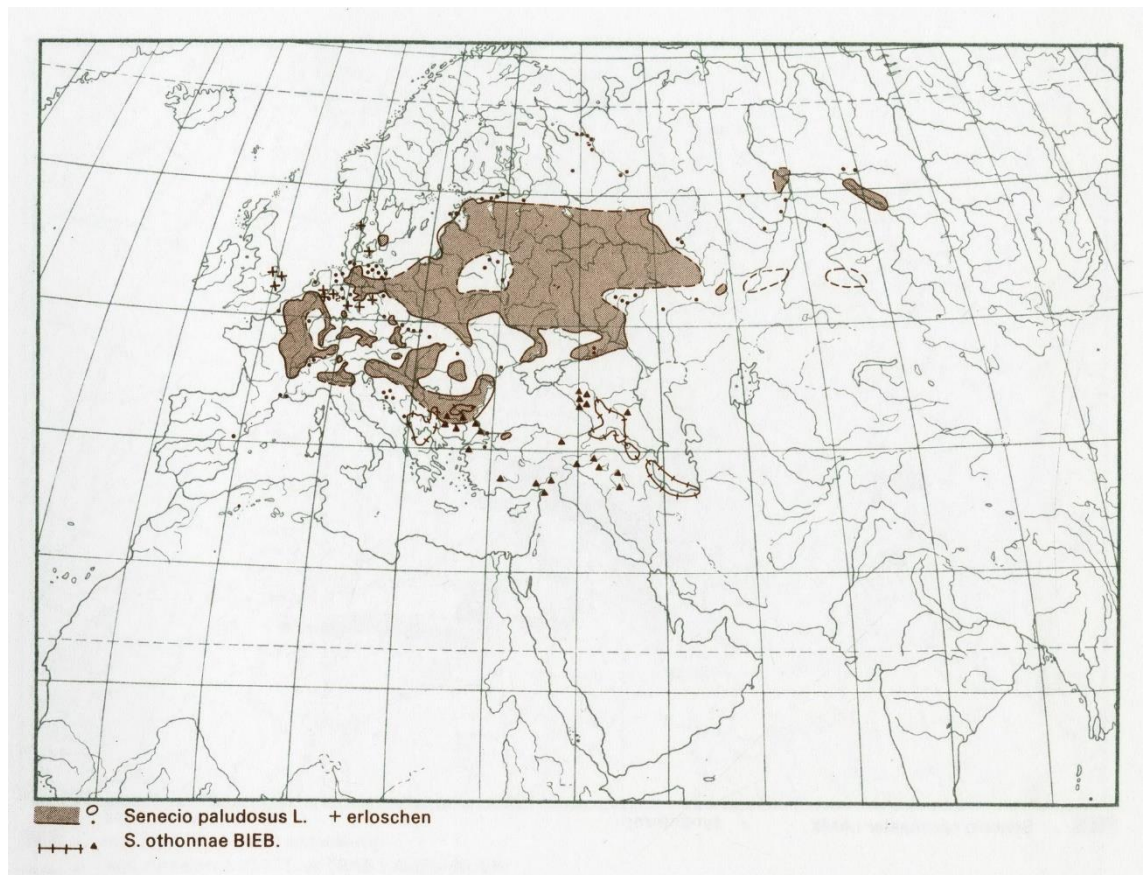 Senecio paludosus L. + erloschen
S. othonnae BIEB.